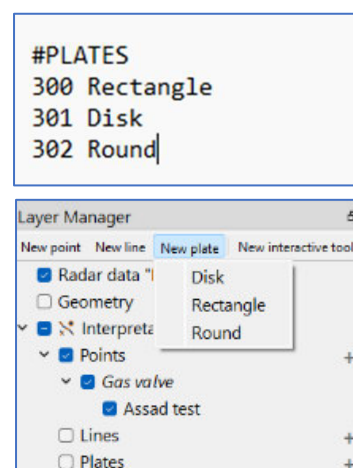 #PLATES
300 Rectangle
301 Disk
302 Round
Layer Manager
New point New line New plate New interactive tool
Radar data
Disk
Geometry
Rectangle
Round
Points
Gas valve
Assad test
Lines
Plates